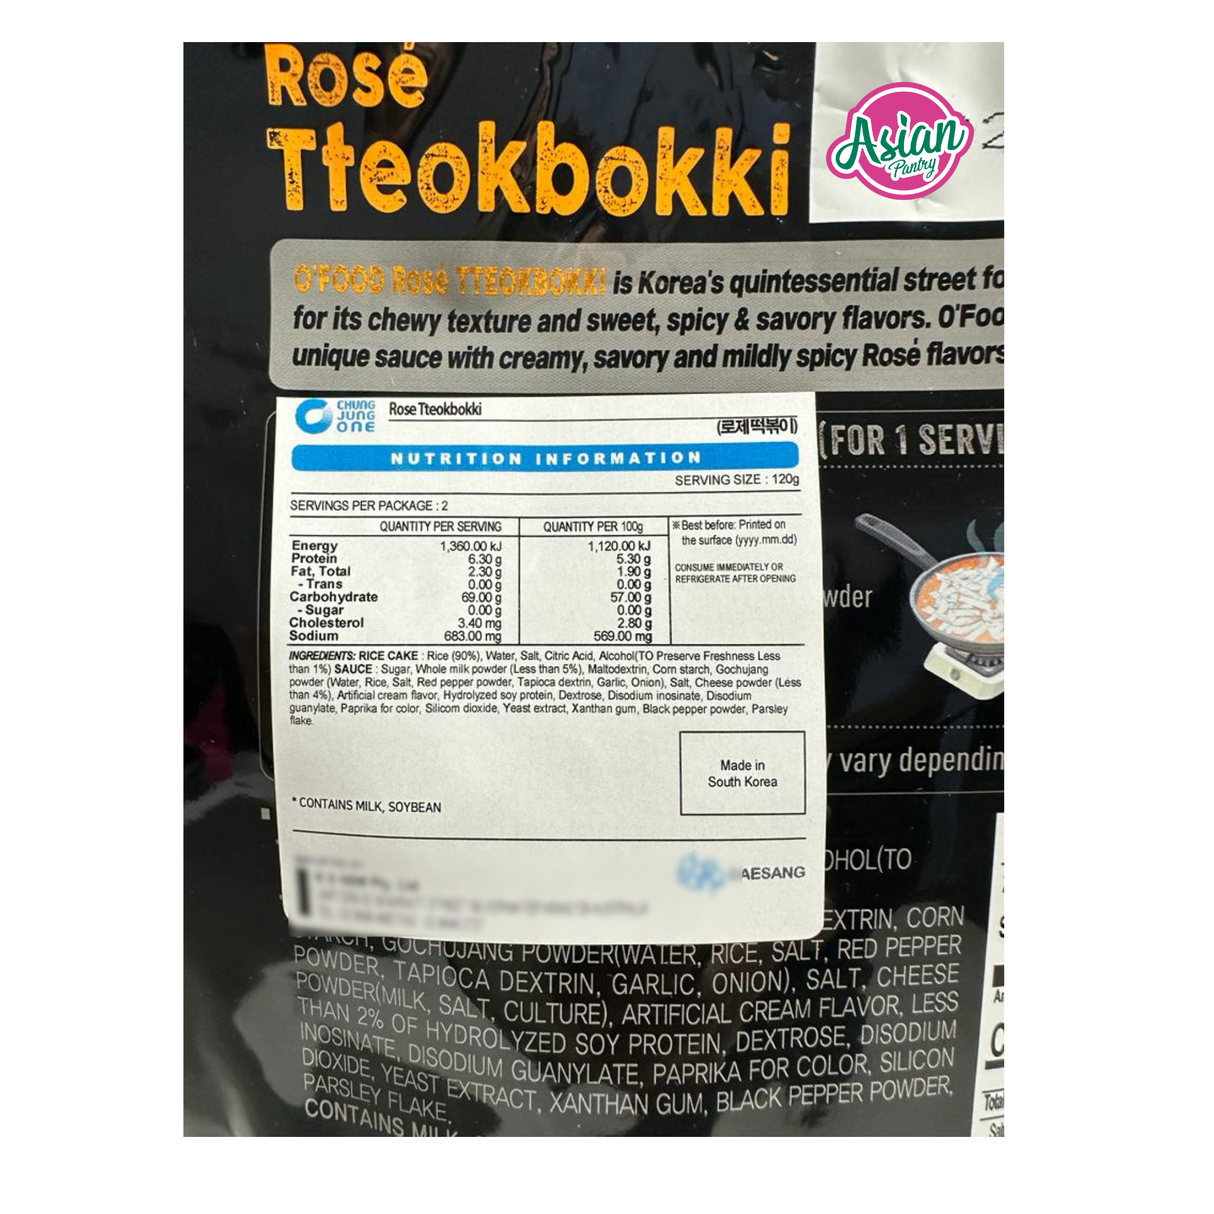 Rosé
Tteokbokki
Asian
Pantry
O'FOOD Rosé TTEOKBOKKI is Korea's quintessential street fo
for its chewy texture and sweet, spicy & savory flavors. O'Foo
unique sauce with creamy, savory and mildly spicy Rosé flavors
CHUNG
JUNG
ONE
Rose Tteokbokki
(로제떡볶이)
NUTRITION INFORMATION
SERVING SIZE : 120g
SERVINGS PER PACKAGE : 2
QUANTITY PER SERVING QUANTITY PER 100g
Energy 1,360.00 kJ 1,120.00 kJ
Protein 6.30 g 5.30 g
Fat, Total 2.30 g 1.90 g
- Trans 0.00 g 0.00 g
Carbohydrate 69.00 g 57.00 g
- Sugar 0.00 g 0.00 g
Cholesterol 3.40 mg 2.80 g
Sodium 683.00 mg 569.00 mg
※Best before: Printed on
the surface (yyyy.mm.dd)
CONSUME IMMEDIATELY OR
REFRIGERATE AFTER OPENING
INGREDIENTS: RICE CAKE : Rice (90%), Water, Salt, Citric Acid, Alcohol(TO Preserve Freshness Less
than 1%) SAUCE : Sugar, Whole milk powder (Less than 5%), Maltodextrin, Corn starch, Gochujang
powder (Water, Rice, Salt, Red pepper powder, Tapioca dextrin, Garlic, Onion), Salt, Cheese powder (Less
than 4%), Artificial cream flavor, Hydrolyzed soy protein, Dextrose, Disodium inosinate, Disodium
guanylate, Paprika for color, Silicom dioxide, Yeast extract, Xanthan gum, Black pepper powder, Parsley
flake.
Made in
South Korea
* CONTAINS MILK, SOYBEAN
AESANG
(FOR 1 SERVI
wder
y vary dependin
OHOL(TO
EXTRIN, CORN
STARCH, GOCHUJANG POWDER(WATER, RICE, SALT, RED PEPPER
POWDER, TAPIOCA DEXTRIN, GARLIC, ONION), SALT, CHEESE
POWDER(MILK, SALT, CULTURE), ARTIFICIAL CREAM FLAVOR, LESS
THAN 2% OF HYDROLYZED SOY PROTEIN, DEXTROSE, DISODIUM
INOSINATE, DISODIUM GUANYLATE, PAPRIKA FOR COLOR, SILICON
DIOXIDE, YEAST EXTRACT, XANTHAN GUM, BLACK PEPPER POWDER,
PARSLEY FLAKE.
CONTAINS MILK
Total